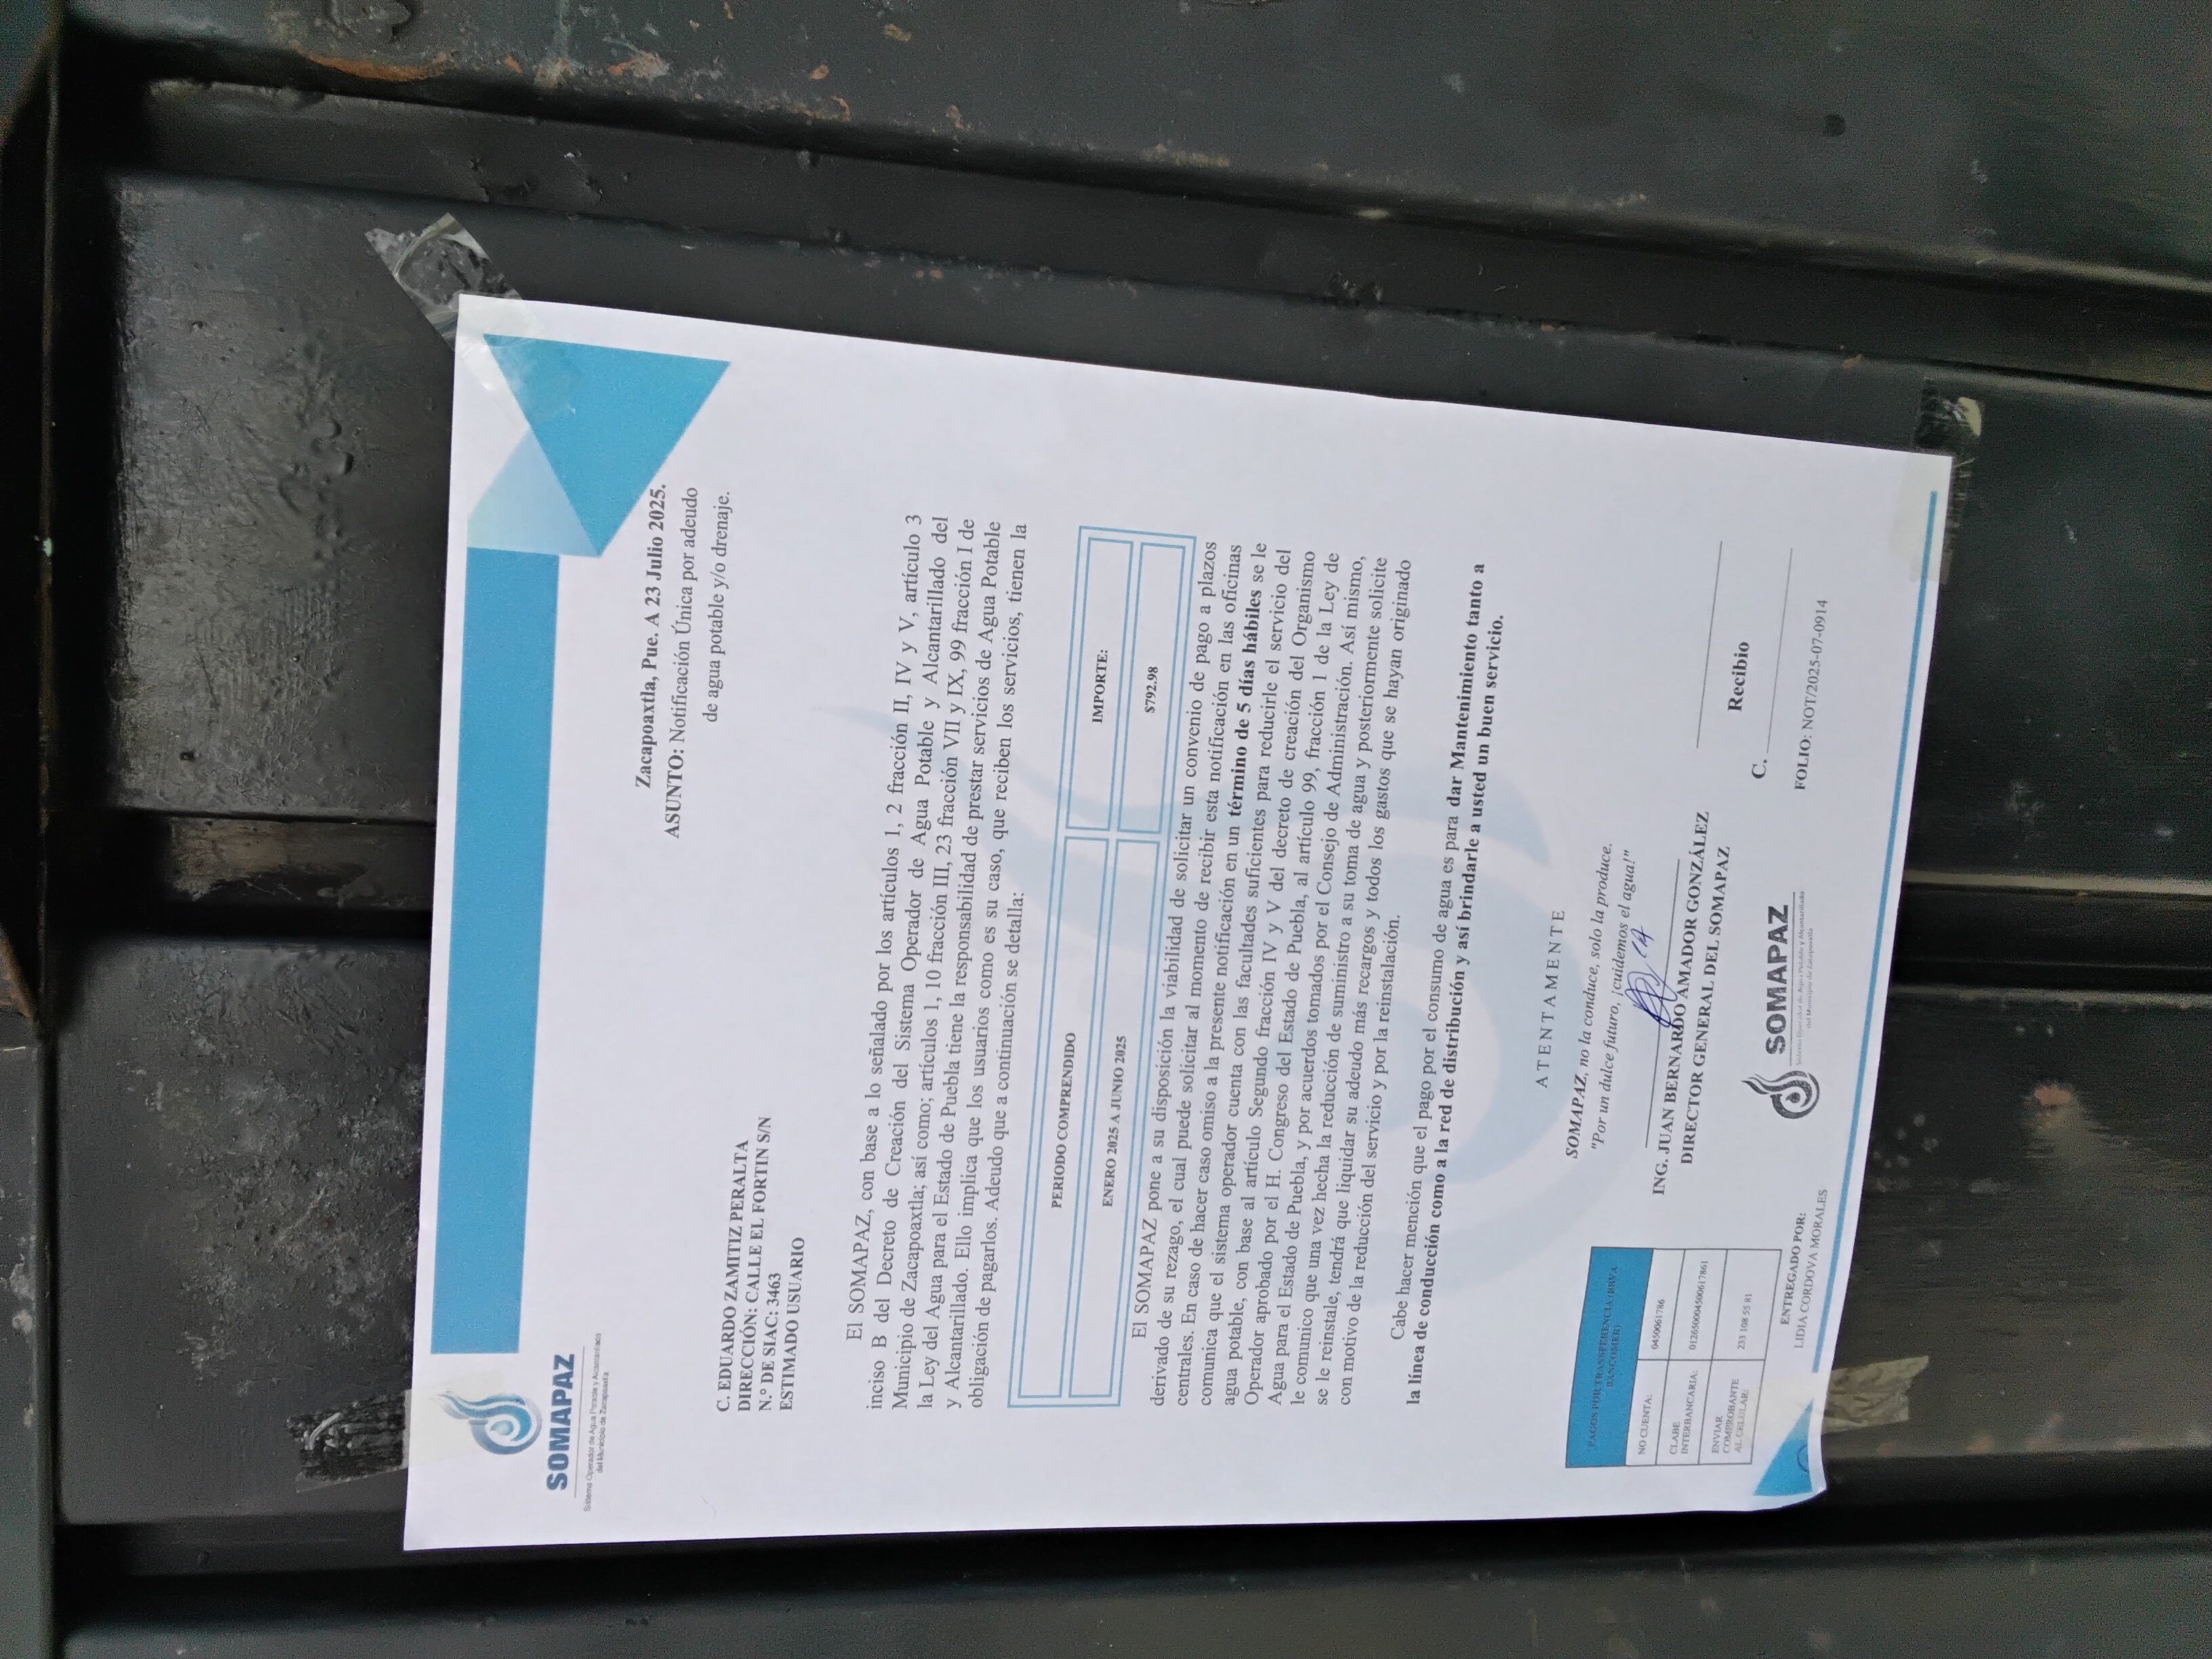 SOMAPAZ
Sistema Operador de Agua Potable y Alcantarillado
del Municipio de Zacapoaxtla
Zacapoaxtla, Pue. A 23 Julio 2025.
ASUNTO: Notificación Única por adeudo
de agua potable y/o drenaje.
C. EDUARDO ZAMITIZ PERALTA
DIRECCIÓN: CALLE EL FORTIN S/N
N.° DE SIAC: 3463
ESTIMADO USUARIO
El SOMAPAZ, con base a lo señalado por los artículos 1, 2 fracción II, IV y V, artículo 3
inciso B del Decreto de Creación del Sistema Operador de Agua Potable y Alcantarillado del
Municipio de Zacapoaxtla; así como; artículos 1, 10 fracción III, 23 fracción VII y IX, 99 fracción I de
la Ley del Agua para el Estado de Puebla tiene la responsabilidad de prestar servicios de Agua Potable
y Alcantarillado. Ello implica que los usuarios como es su caso, que reciben los servicios, tienen la
obligación de pagarlos. Adeudo que a continuación se detalla:
PERIODO COMPRENDIDO
IMPORTE:
ENERO 2025 A JUNIO 2025
$792.98
El SOMAPAZ pone a su disposición la viabilidad de solicitar un convenio de pago a plazos
derivado de su rezago, el cual puede solicitar al momento de recibir esta notificación en las oficinas
centrales. En caso de hacer caso omiso a la presente notificación en un término de 5 días hábiles se le
comunica que el sistema operador cuenta con las facultades suficientes para reducirle el servicio del
agua potable, con base al artículo Segundo fracción IV y V del decreto de creación del Organismo
Operador aprobado por el H. Congreso del Estado de Puebla, al artículo 99, fracción 1 de la Ley de
Agua para el Estado de Puebla, y por acuerdos tomados por el Consejo de Administración. Así mismo,
le comunico que una vez hecha la reducción de suministro a su toma de agua y posteriormente solicite
se le reinstale, tendrá que liquidar su adeudo más recargos y todos los gastos que se hayan originado
con motivo de la reducción del servicio y por la reinstalación.
Cabe hacer mención que el pago por el consumo de agua es para dar Mantenimiento tanto a
la línea de conducción como a la red de distribución y así brindarle a usted un buen servicio.
ATENTAMENTE
SOMAPAZ, no la conduce, solo la produce.
"Por un dulce futuro, ¡cuidemos el agua!"
ING. JUAN BERNARDO AMADOR GONZÁLEZ
DIRECTOR GENERAL DEL SOMAPAZ
PAGOS POR TRANSFERENCIA (BBVA
BANCOMER)
NO CUENTA:
0450061786
CLABE
INTERBANCARIA:
012650004500617861
ENVIAR
COMPROBANTE
AL CELULAR:
233 108 55 81
ENTREGADO POR:
LIDIA CORDOVA MORALES
SOMAPAZ
Sistema Operador de Agua Potable y Alcantarillado
del Municipio de Zacapoaxtla
Recibio
C.
FOLIO: NOT/2025-07-0914